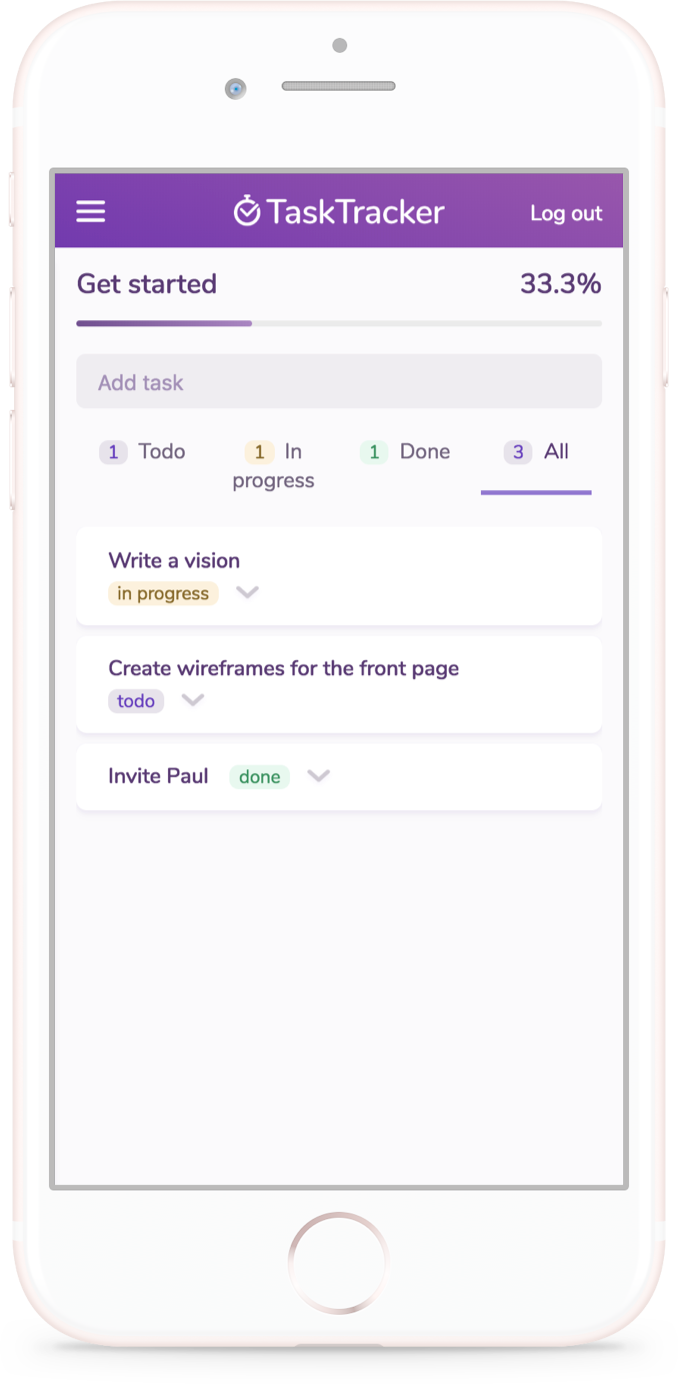 TaskTracker Log out
Get started 33.3%
Add task
1 Todo 1 In progress 1 Done 3 All
Write a vision
in progress
Create wireframes for the front page
todo
Invite Paul done